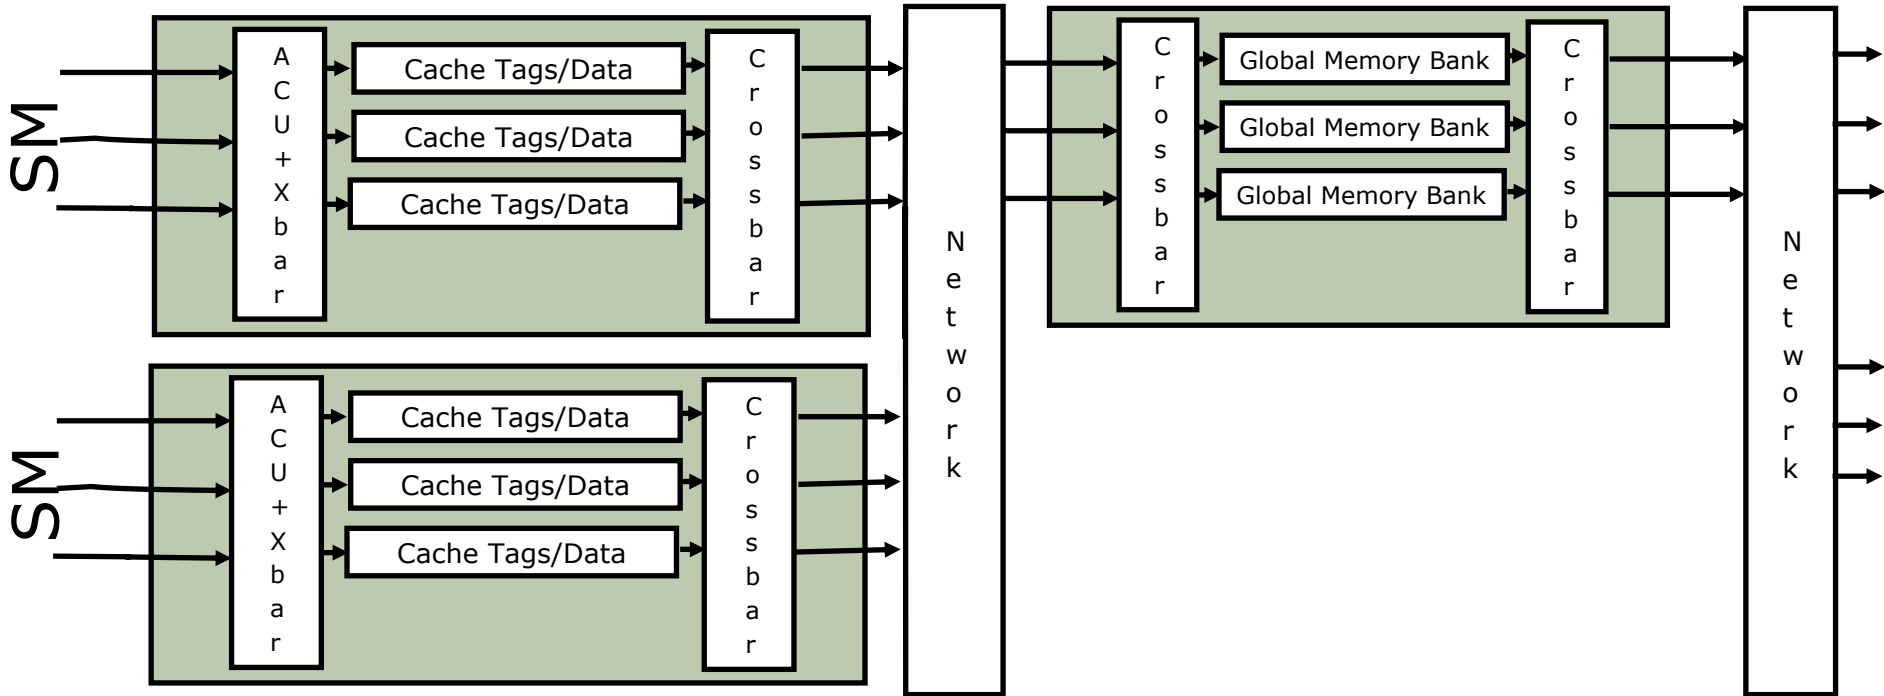 SM
ACU+Xbar
Cache Tags/Data
Cache Tags/Data
Cache Tags/Data
Crossbar
SM
ACU+Xbar
Cache Tags/Data
Cache Tags/Data
Cache Tags/Data
Crossbar
Network
Crossbar
Global Memory Bank
Global Memory Bank
Global Memory Bank
Crossbar
Network